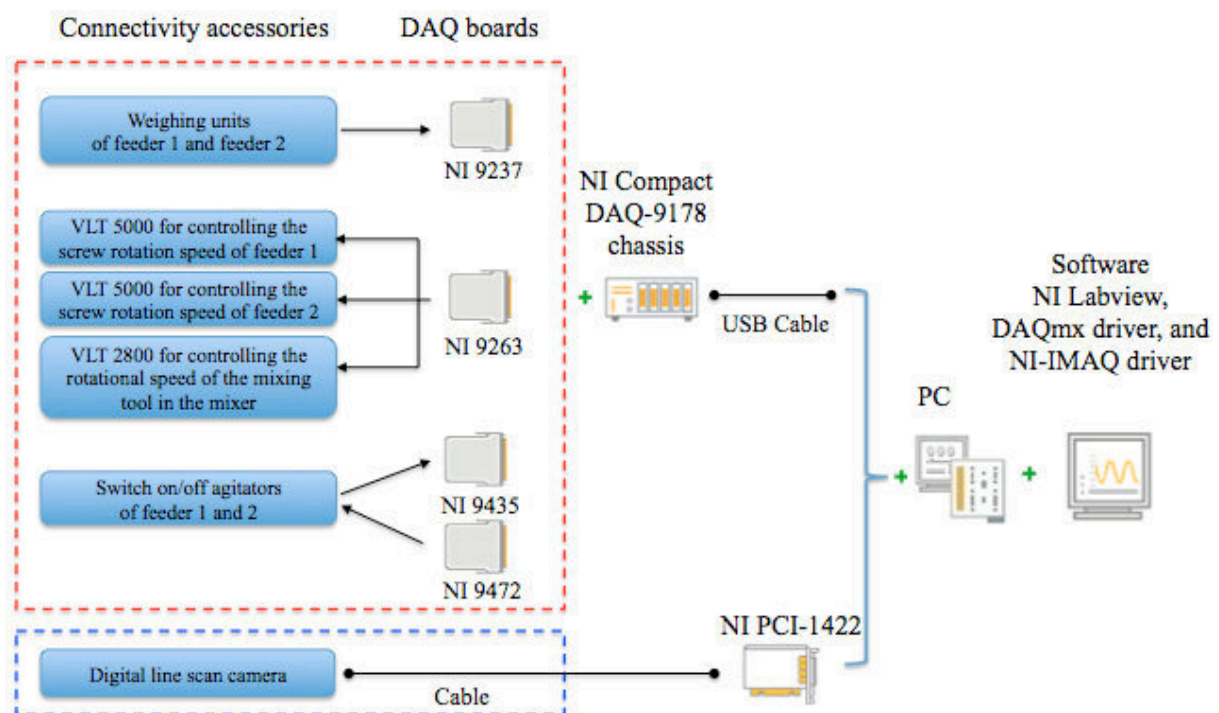 Connectivity accessories
DAQ boards
Weighing units
of feeder 1 and feeder 2
NI 9237
VLT 5000 for controlling the
screw rotation speed of feeder 1
VLT 5000 for controlling the
screw rotation speed of feeder 2
VLT 2800 for controlling the
rotational speed of the mixing
tool in the mixer
NI 9263
Switch on/off agitators
of feeder 1 and 2
NI 9435
NI 9472
NI Compact
DAQ-9178
chassis
USB Cable
Software
NI Labview,
DAQmx driver, and
NI-IMAQ driver
PC
Digital line scan camera
Cable
NI PCI-1422